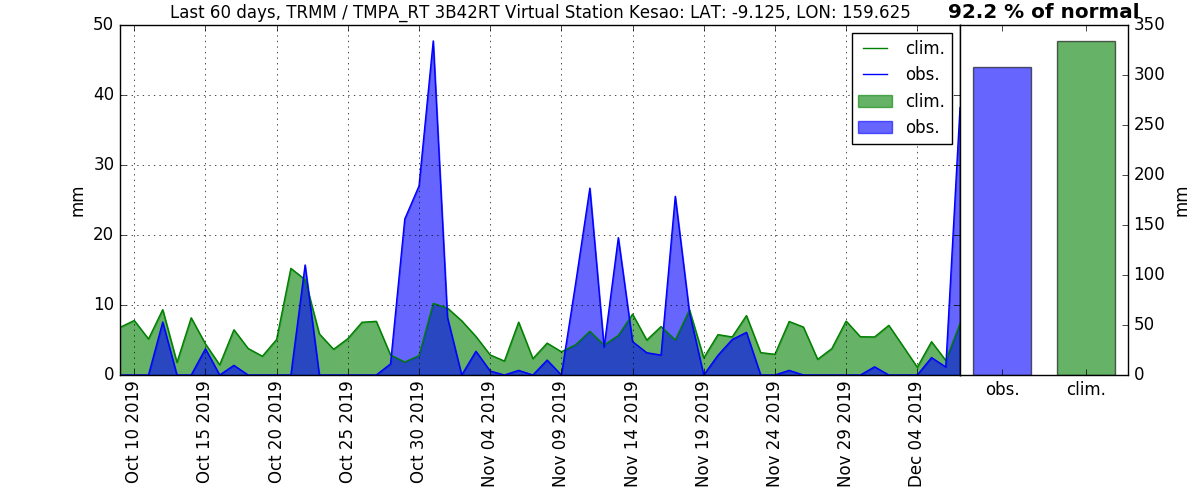 Last 60 days, TRMM / TMPA_RT 3B42RT Virtual Station Kesao: LAT: -9.125, LON: 159.625
92.2 % of normal
50
40
30
20
10
0
mm
clim.
obs.
clim.
obs.
350
300
250
200
150
100
50
0
mm
Oct 10 2019
Oct 15 2019
Oct 20 2019
Oct 25 2019
Oct 30 2019
Nov 04 2019
Nov 09 2019
Nov 14 2019
Nov 19 2019
Nov 24 2019
Nov 29 2019
Dec 04 2019
obs.
clim.